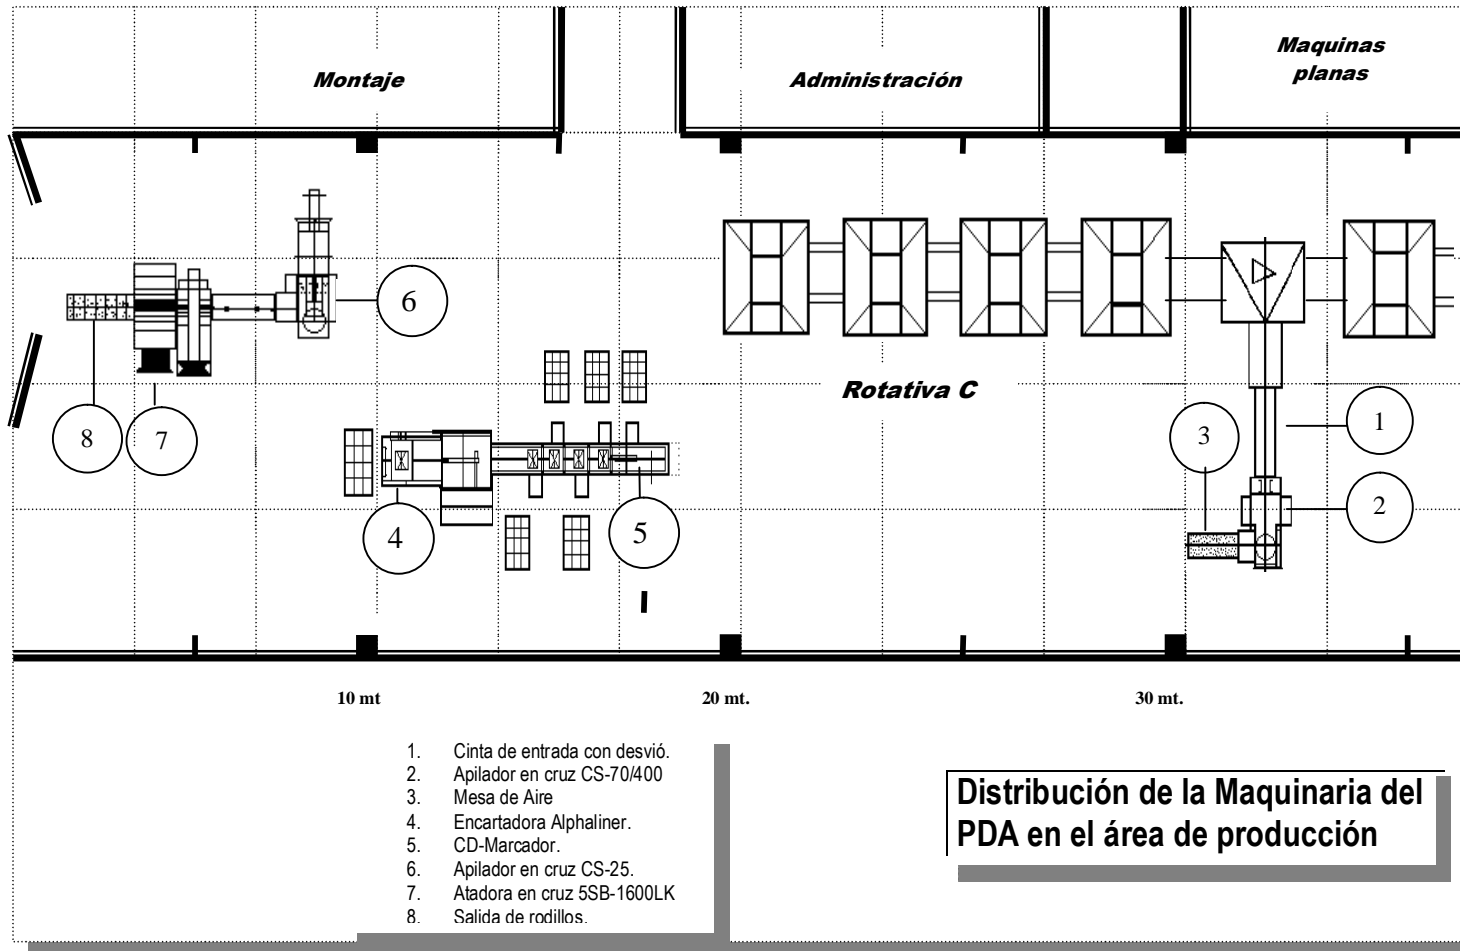 Montaje
Administración
Maquinas
planas
6
Rotativa C
8
7
3
1
4
5
2
10 mt
20 mt.
30 mt.
1. Cinta de entrada con desvió.
2. Apilador en cruz CS-70/400
3. Mesa de Aire
4. Encartadora Alphaliner.
5. CD-Marcador.
6. Apilador en cruz CS-25.
7. Atadora en cruz 5SB-1600LK
8. Salida de rodillos.
Distribución de la Maquinaria del
PDA en el área de producción